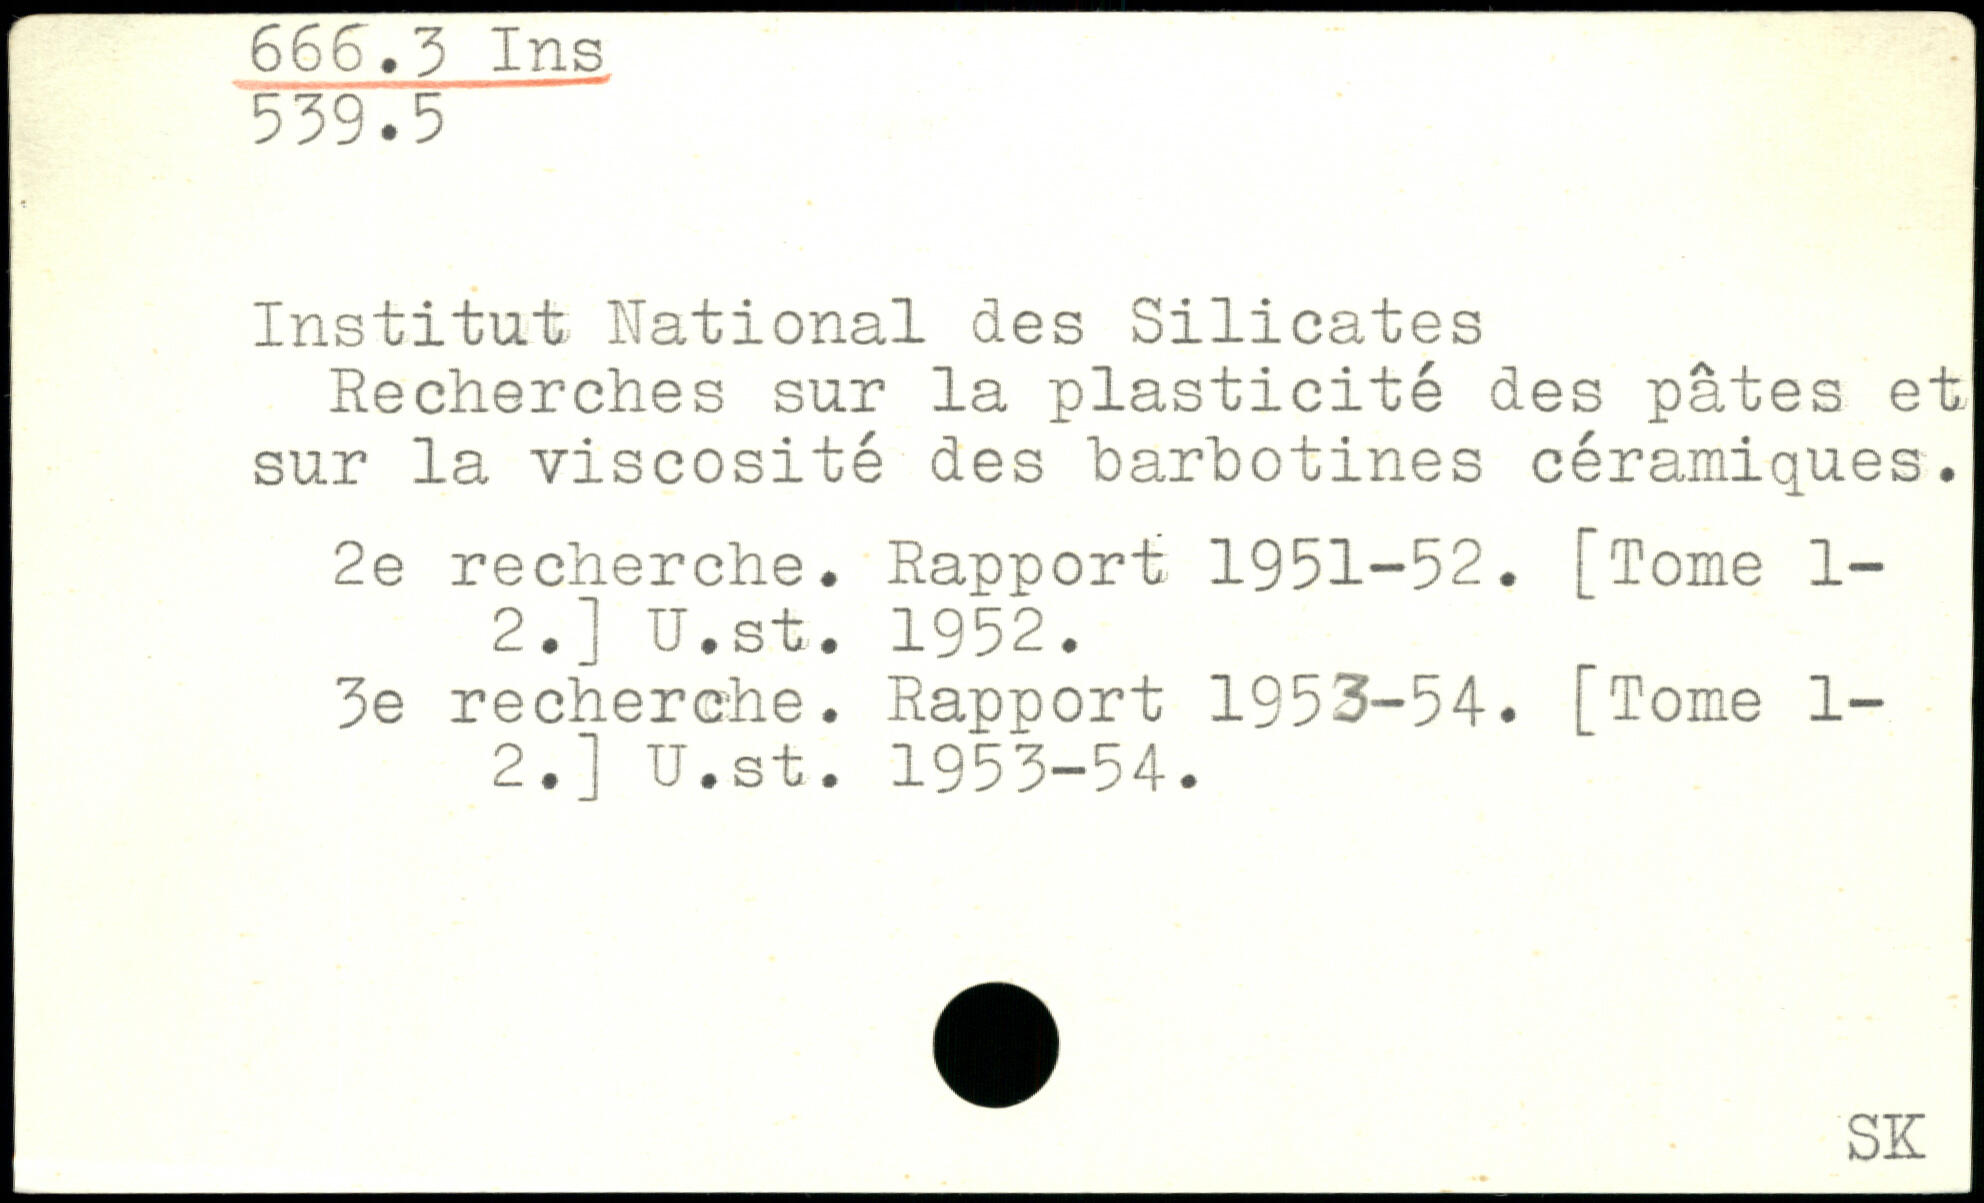 666.3 Ins
539.5
Institut National des Silicates
Recherches sur la plasticité des pâtes et
sur la viscosité des barbotines céramiques.
2e recherche. Rapport 1951-52. [Tome 1-
2.] U.st. 1952.
3e recherche. Rapport 1953-54. [Tome 1-
2.] U.st. 1953-54.
SK